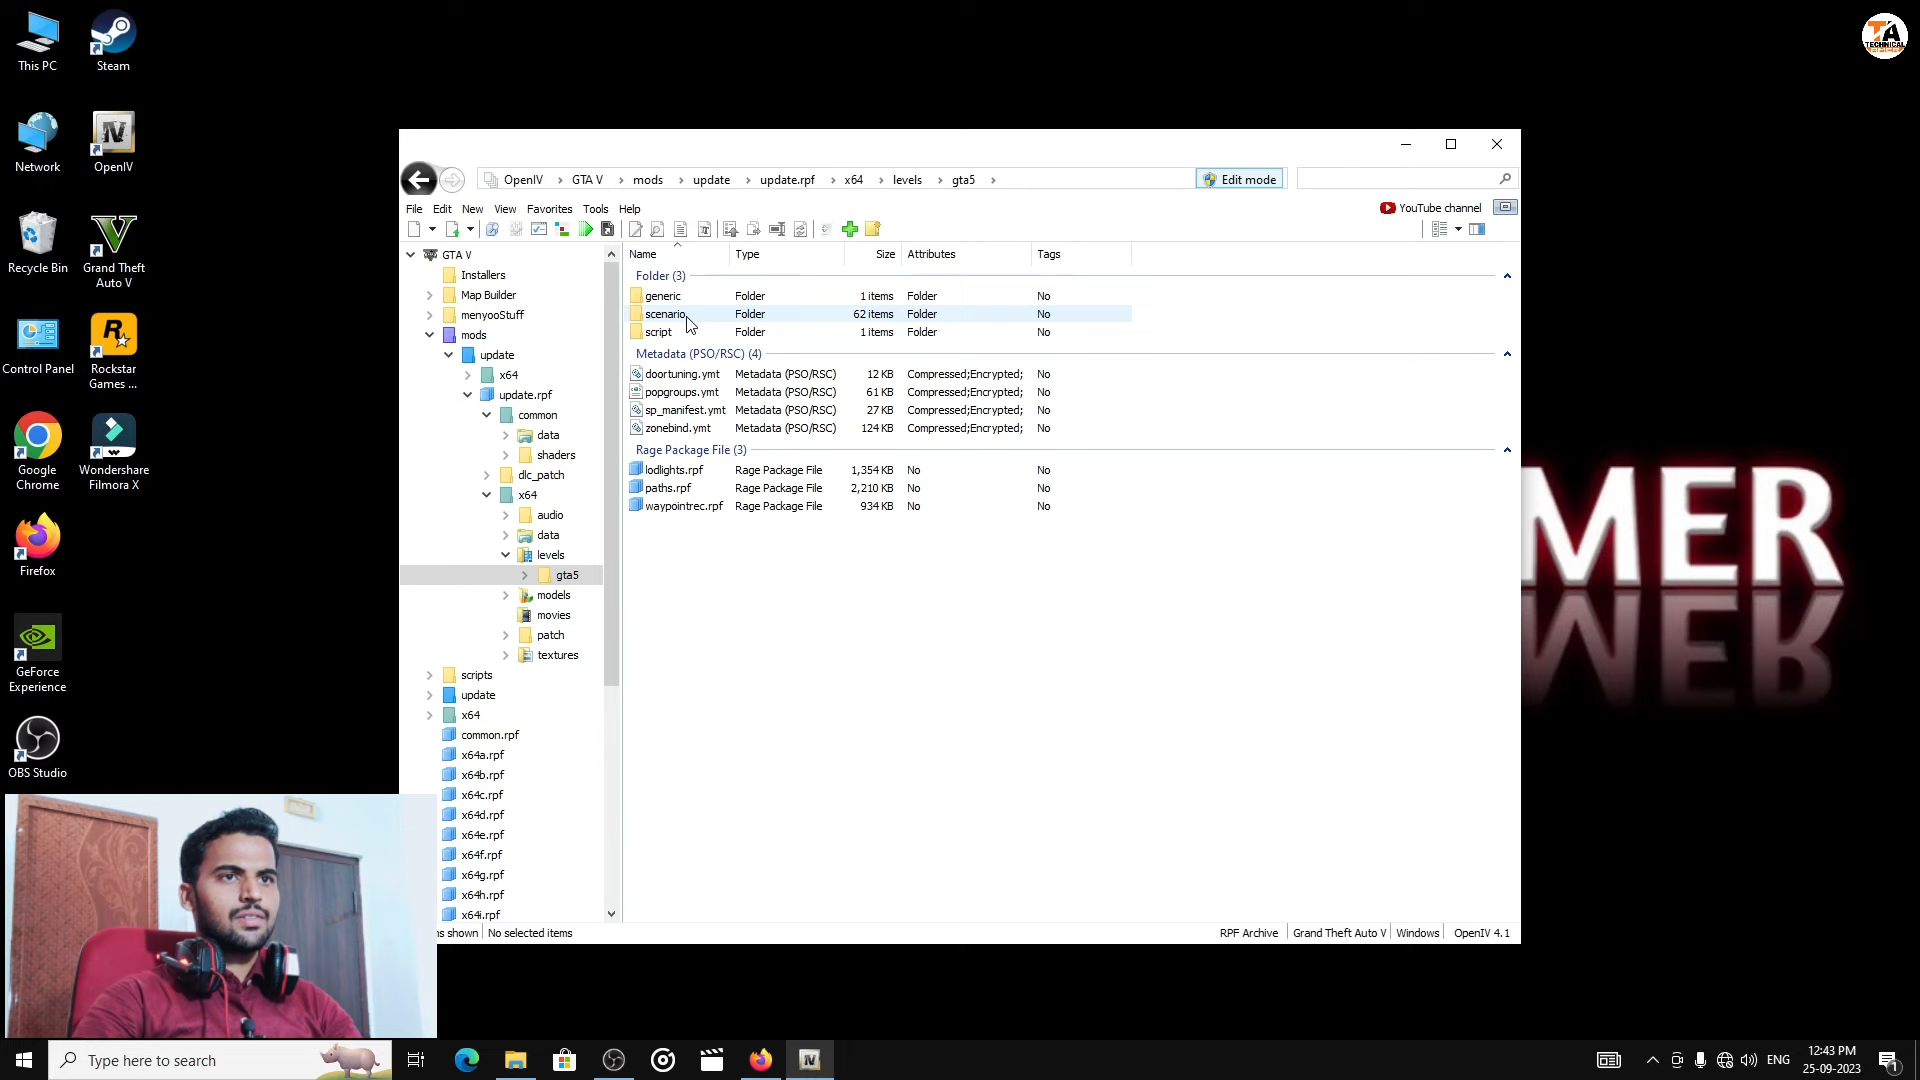 This PC
Steam
Network
OpenIV
Recycle Bin
Grand Theft
Auto V
Control Panel
Rockstar
Games ...
Google
Chrome
Wondershare
Filmora X
Firefox
GeForce
Experience
OBS Studio
TA
TECHNICAL
OpenIV › GTA V › mods › update › update.rpf › x64 › levels › gta5 ›
Edit mode
File Edit New View Favorites Tools Help
YouTube channel
GTA V
Installers
Map Builder
menyooStuff
mods
update
x64
update.rpf
common
data
shaders
dlc_patch
x64
audio
data
levels
gta5
models
movies
patch
textures
scripts
update
x64
common.rpf
x64a.rpf
x64b.rpf
x64c.rpf
x64d.rpf
x64e.rpf
x64f.rpf
x64g.rpf
x64h.rpf
x64i.rpf
Name Type Size Attributes Tags
Folder (3)
generic Folder 1 items Folder No
scenario Folder 62 items Folder No
script Folder 1 items Folder No
Metadata (PSO/RSC) (4)
doortuning.ymt Metadata (PSO/RSC) 12 KB Compressed;Encrypted; No
popgroups.ymt Metadata (PSO/RSC) 61 KB Compressed;Encrypted; No
sp_manifest.ymt Metadata (PSO/RSC) 27 KB Compressed;Encrypted; No
zonebind.ymt Metadata (PSO/RSC) 124 KB Compressed;Encrypted; No
Rage Package File (3)
lodlights.rpf Rage Package File 1,354 KB No No
paths.rpf Rage Package File 2,210 KB No No
waypointrec.rpf Rage Package File 934 KB No No
MER
shown No selected items
RPF Archive Grand Theft Auto V Windows OpenIV 4.1
Type here to search
ENG
12:43 PM
25-09-2023
1